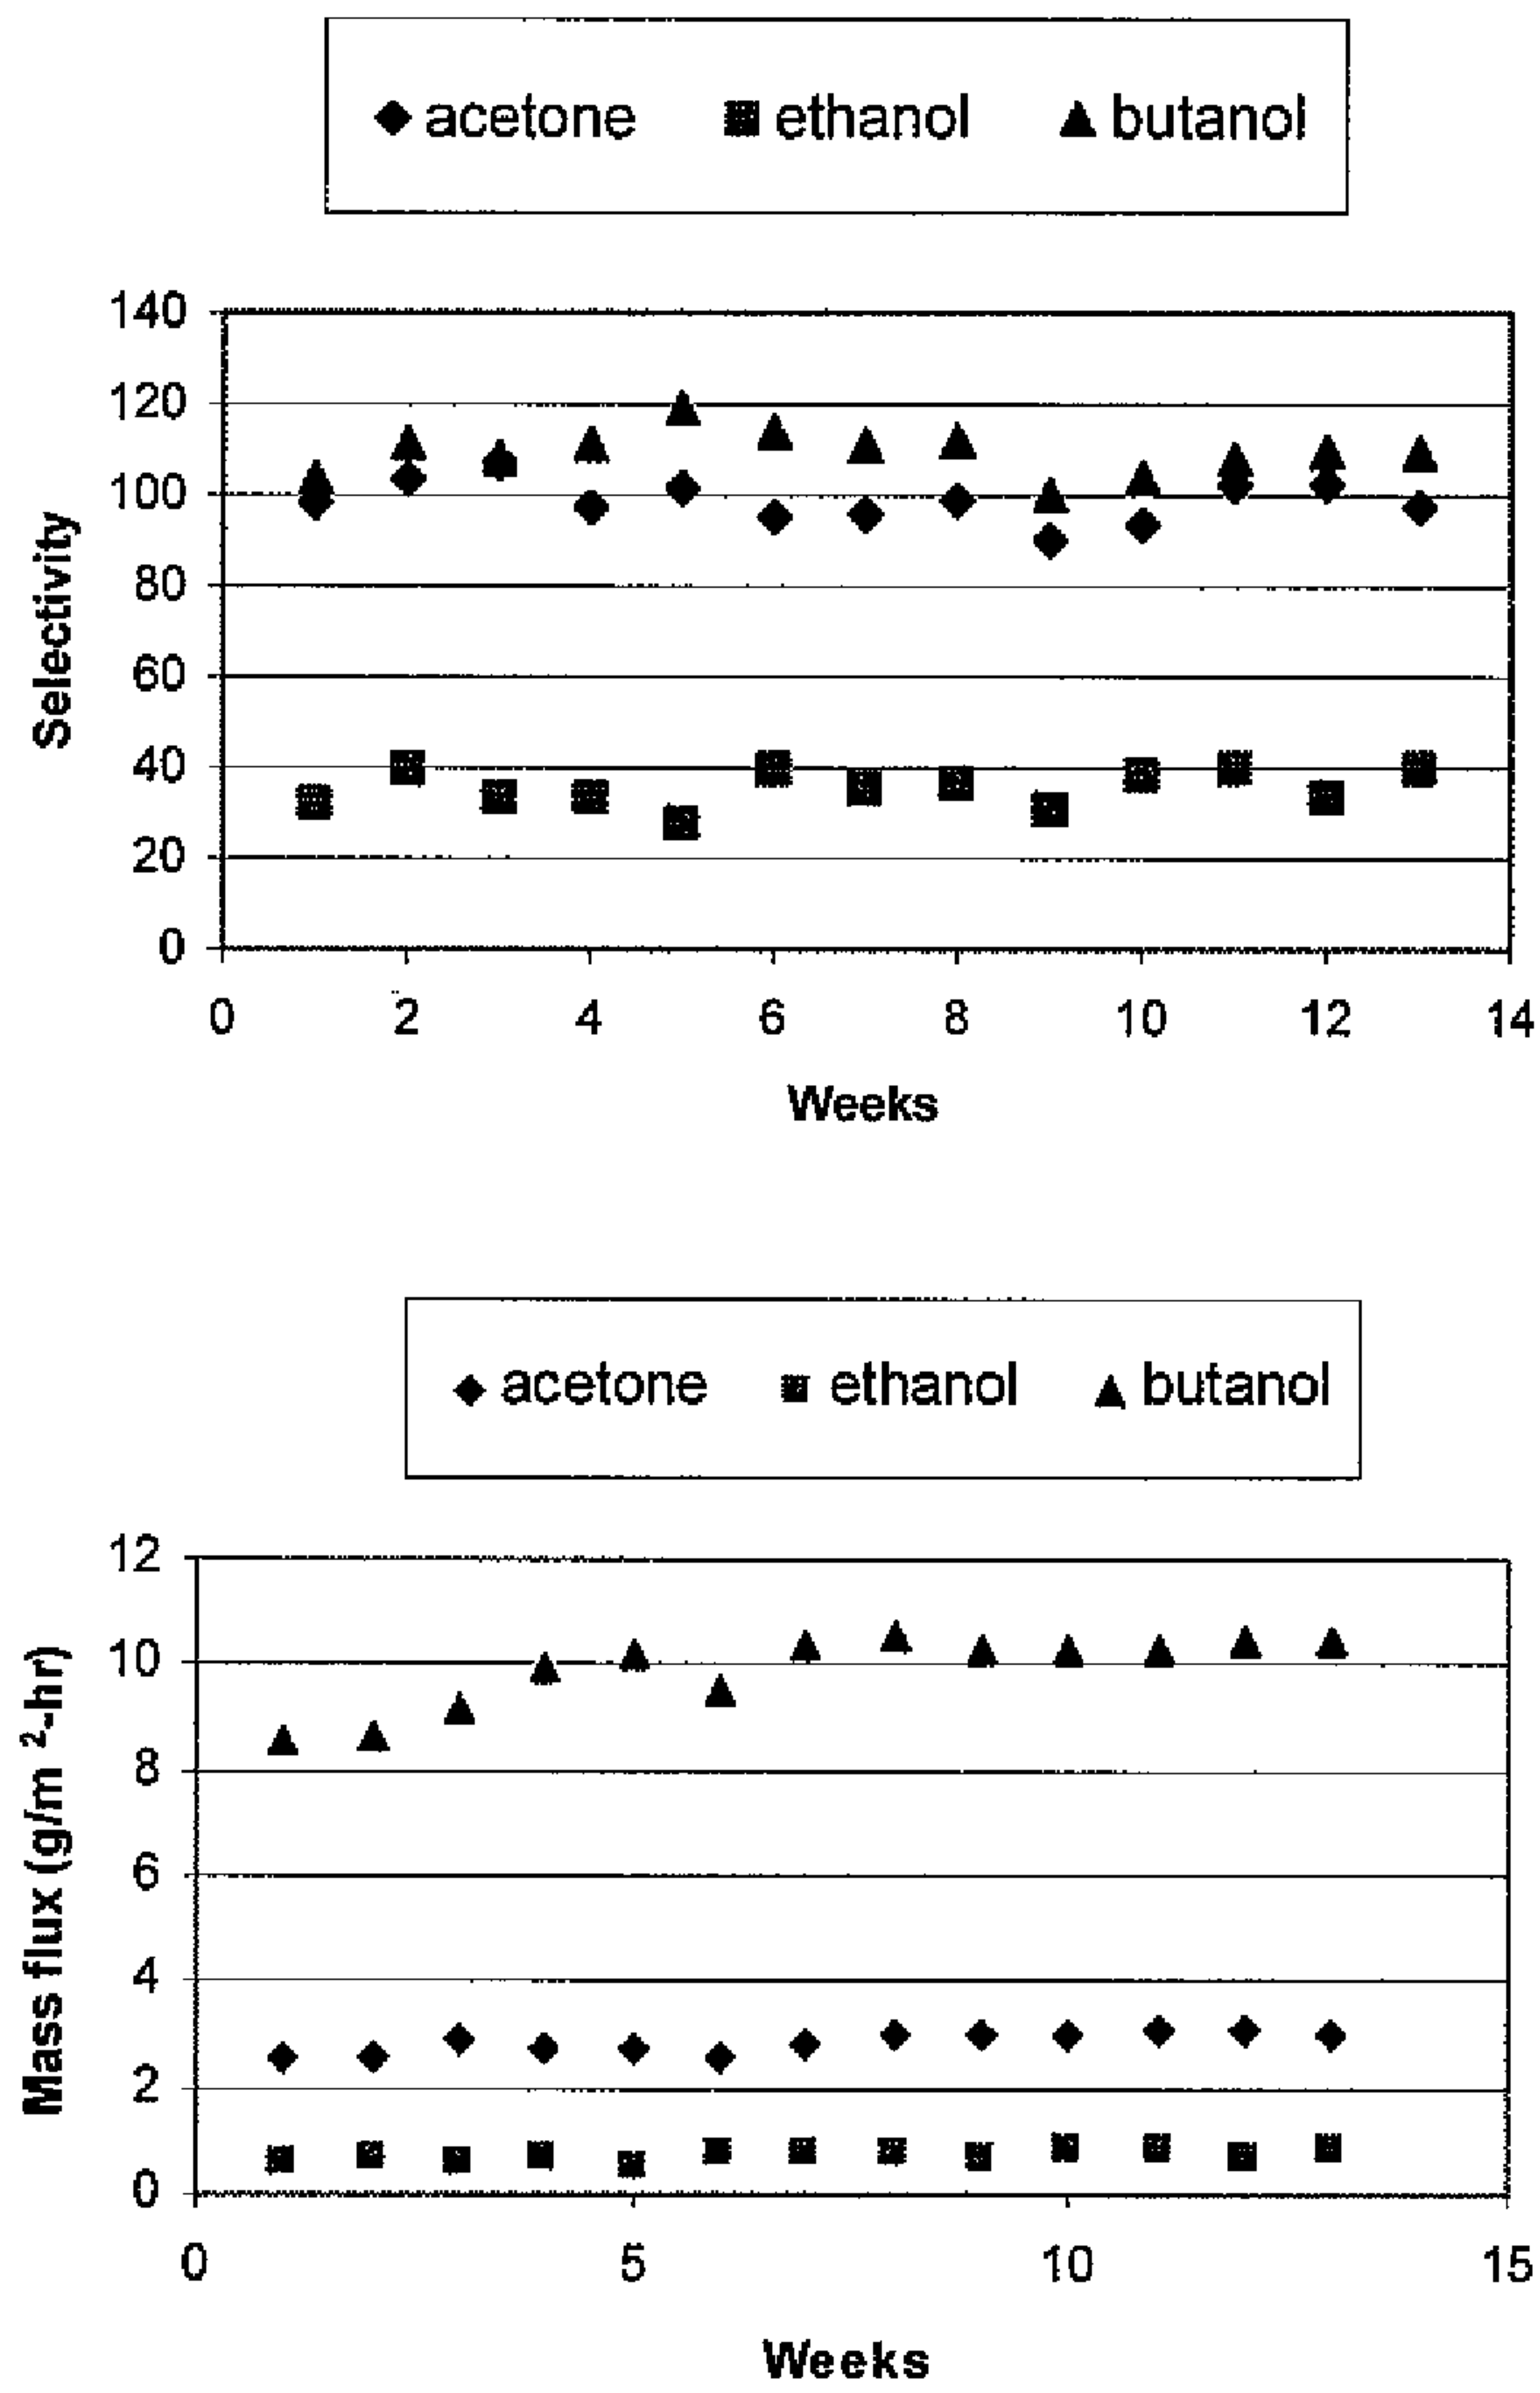 acetone ethanol butanol
140
120
100
80
60
40
20
0
Selectivity
0 2 4 6 8 10 12 14
Weeks
acetone ethanol butanol
12
10
8
6
4
2
0
Mass flux (g/m ²-hr)
0 5 10 15
Weeks